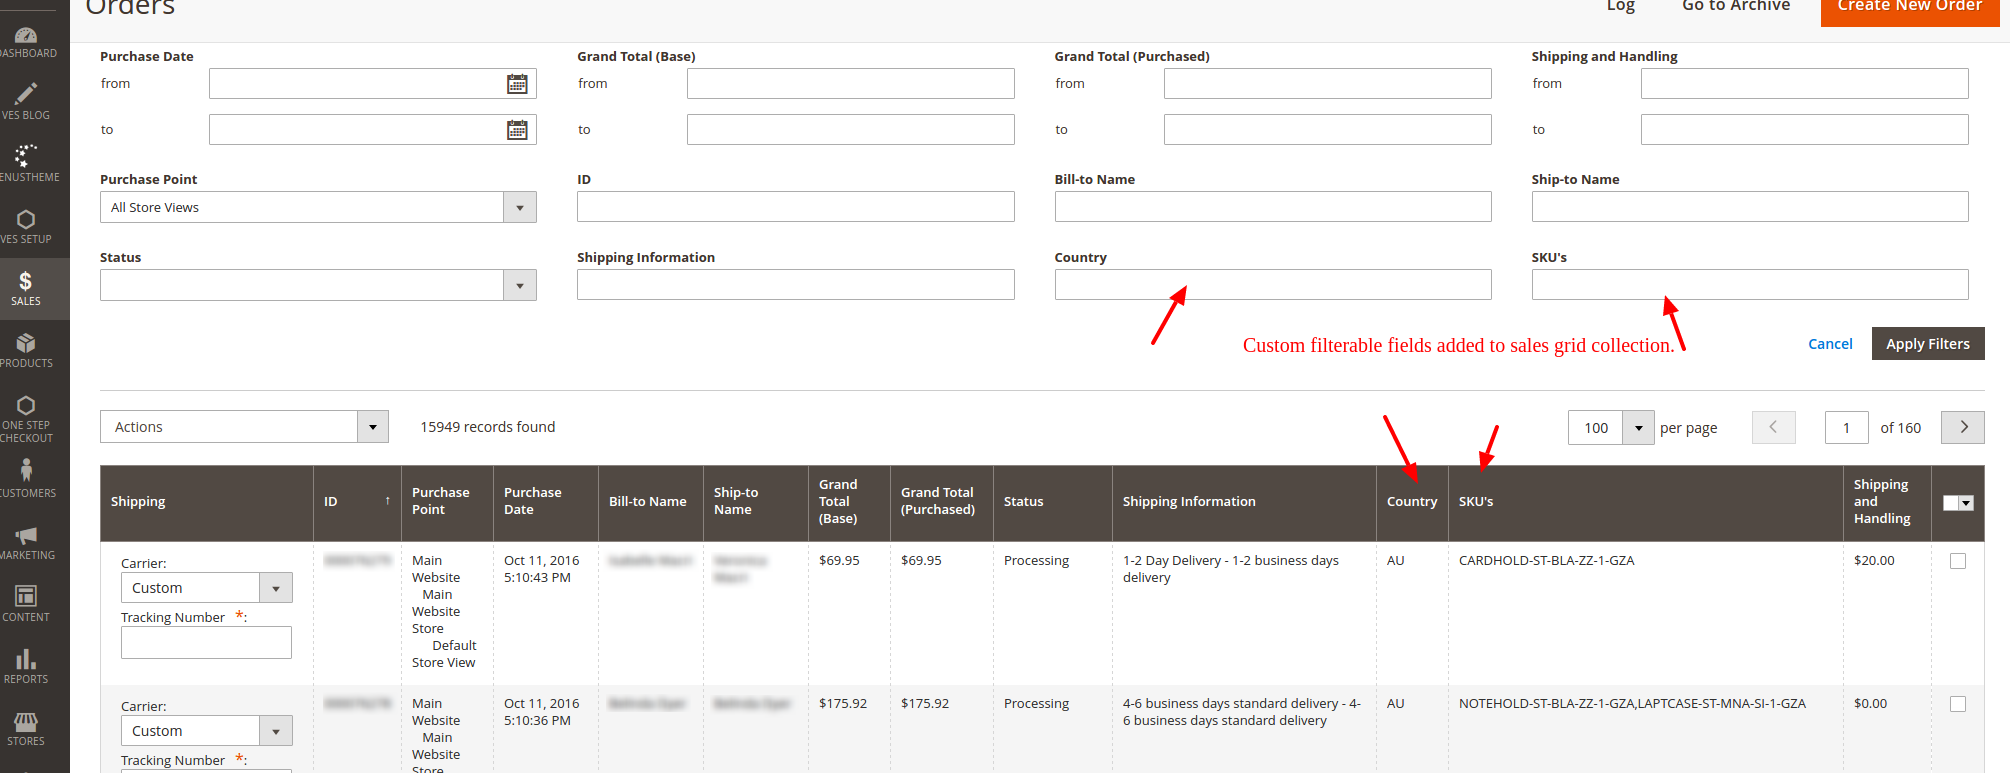 Orders
Log
Go to Archive
Create New Order
DASHBOARD
VES BLOG
ENUSTHEME
VES SETUP
$
SALES
PRODUCTS
ONE STEP
CHECKOUT
CUSTOMERS
MARKETING
CONTENT
REPORTS
STORES
Purchase Date
from
to
Grand Total (Base)
from
to
Grand Total (Purchased)
from
to
Shipping and Handling
from
to
Purchase Point
All Store Views
ID
Bill-to Name
Ship-to Name
Status
Shipping Information
Country
SKU's
Custom filterable fields added to sales grid collection.
Cancel
Apply Filters
Actions
15949 records found
100
per page
1
of 160
Shipping
ID ↑
Purchase
Point
Purchase
Date
Bill-to Name
Ship-to
Name
Grand
Total
(Base)
Grand Total
(Purchased)
Status
Shipping Information
Country
SKU's
Shipping
and
Handling
Carrier:
Custom
Tracking Number *:
Main
Website
Main
Website
Store
Default
Store View
Oct 11, 2016
5:10:43 PM
$69.95
$69.95
Processing
1-2 Day Delivery - 1-2 business days
delivery
AU
CARDHOLD-ST-BLA-ZZ-1-GZA
$20.00
Carrier:
Custom
Tracking Number *:
Main
Website
Main
Website
Store
Oct 11, 2016
5:10:36 PM
$175.92
$175.92
Processing
4-6 business days standard delivery - 4-
6 business days standard delivery
AU
NOTEHOLD-ST-BLA-ZZ-1-GZA,LAPTCASE-ST-MNA-SI-1-GZA
$0.00